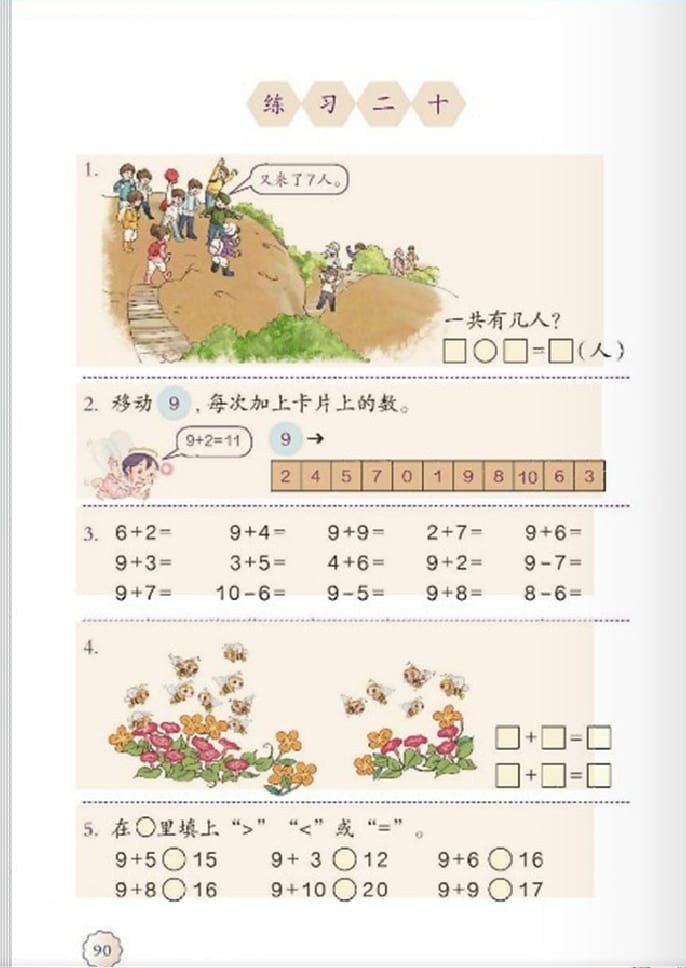 练习二十
1.
又来了7人。
一共有几人?
□○□=□(人)
2. 移动 9 ,每次加上卡片上的数。
9+2=11
9 →
2 4 5 7 0 1 9 8 10 6 3
3. 6+2= 9+4= 9+9= 2+7= 9+6=
9+3= 3+5= 4+6= 9+2= 9-7=
9+7= 10-6= 9-5= 9+8= 8-6=
4.
□+□=□
□+□=□
5. 在○里填上“>”“<”或“=”。
9+5○15 9+3○12 9+6○16
9+8○16 9+10○20 9+9○17
90